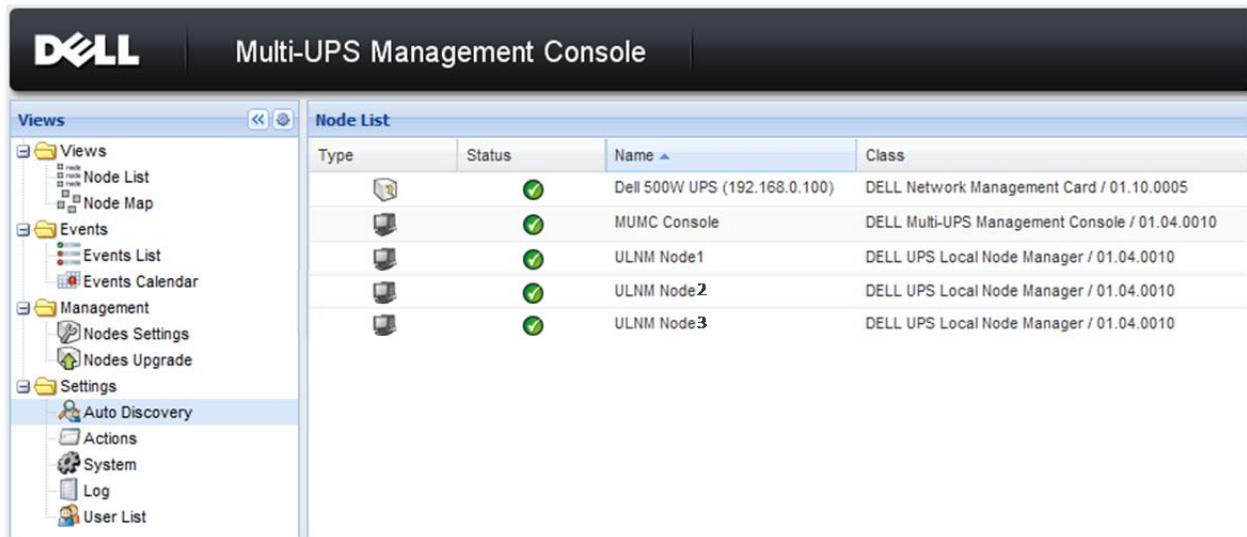 DELL Multi-UPS Management Console
Views
Views
Node List
Node Map
Events
Events List
Events Calendar
Management
Nodes Settings
Nodes Upgrade
Settings
Auto Discovery
Actions
System
Log
User List
Node List
Type Status Name Class
Dell 500W UPS (192.168.0.100) DELL Network Management Card / 01.10.0005
MUMC Console DELL Multi-UPS Management Console / 01.04.0010
ULNM Node1 DELL UPS Local Node Manager / 01.04.0010
ULNM Node2 DELL UPS Local Node Manager / 01.04.0010
ULNM Node3 DELL UPS Local Node Manager / 01.04.0010